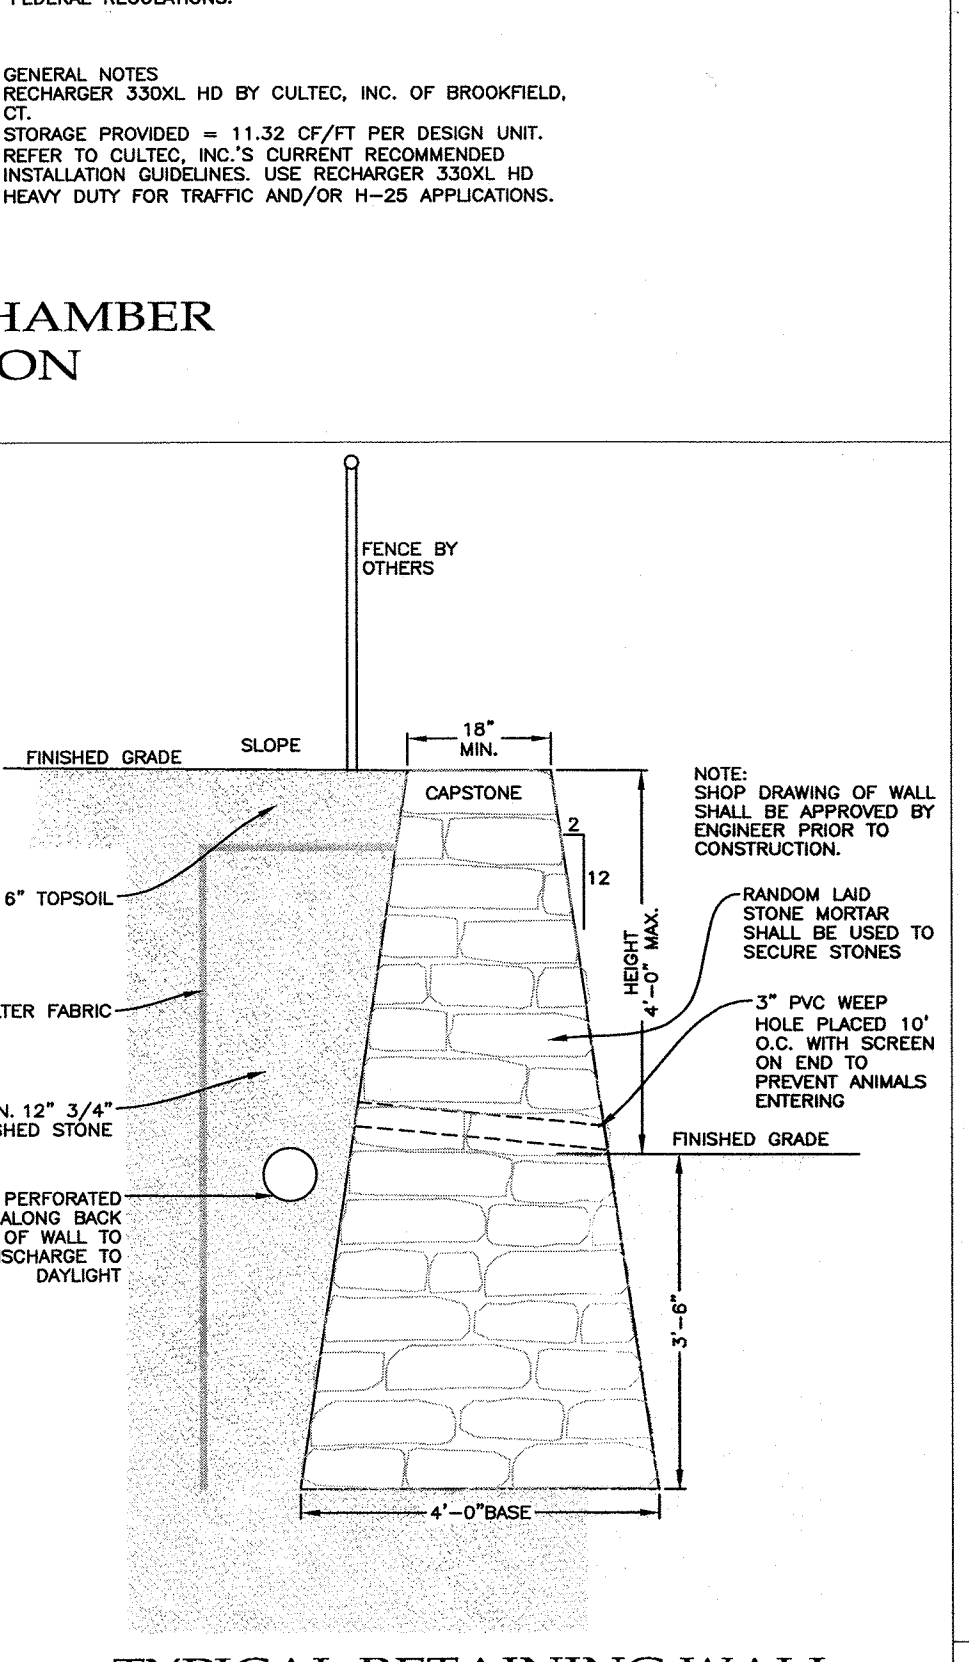 FEDERAL REGULATIONS.
GENERAL NOTES
RECHARGER 330XL HD BY CULTEC, INC. OF BROOKFIELD,
CT.
STORAGE PROVIDED = 11.32 CF/FT PER DESIGN UNIT.
REFER TO CULTEC, INC.'S CURRENT RECOMMENDED
INSTALLATION GUIDELINES. USE RECHARGER 330XL HD
HEAVY DUTY FOR TRAFFIC AND/OR H-25 APPLICATIONS.
HAMBER
ON
FENCE BY
OTHERS
18"
MIN.
FINISHED GRADE
SLOPE
CAPSTONE
2
12
HEIGHT
4'-0" MAX.
NOTE:
SHOP DRAWING OF WALL
SHALL BE APPROVED BY
ENGINEER PRIOR TO
CONSTRUCTION.
6" TOPSOIL
RANDOM LAID
STONE MORTAR
SHALL BE USED TO
SECURE STONES
TER FABRIC
3" PVC WEEP
HOLE PLACED 10'
O.C. WITH SCREEN
ON END TO
PREVENT ANIMALS
ENTERING
N. 12" 3/4"
SHED STONE
FINISHED GRADE
PERFORATED
ALONG BACK
OF WALL TO
SCHARGE TO
DAYLIGHT
3'-6"
4'-0"BASE
TYPICAL RETAINING WALL